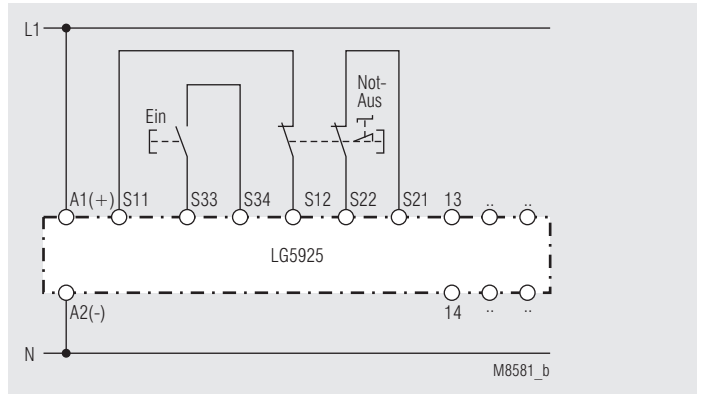 L1
Not-
Aus
Ein
A1(+) S11 S33 S34 S12 S22 S21 13 .. ..
LG5925
A2(-) 14 .. ..
N
M8581_b